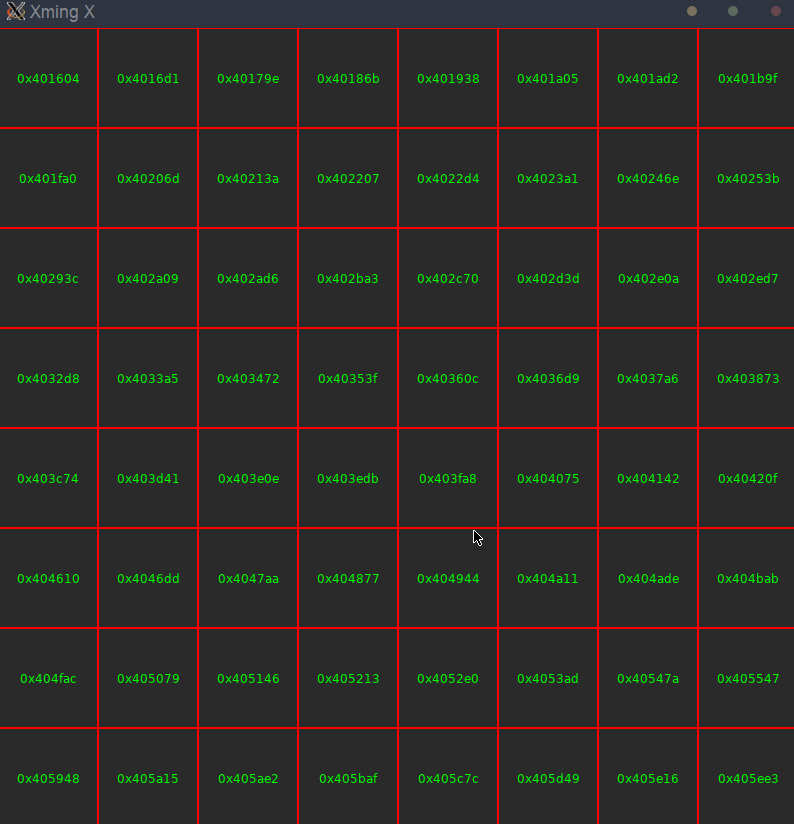 Xming X
0x401604 0x4016d1 0x40179e 0x40186b 0x401938 0x401a05 0x401ad2 0x401b9f
0x401fa0 0x40206d 0x40213a 0x402207 0x4022d4 0x4023a1 0x40246e 0x40253b
0x40293c 0x402a09 0x402ad6 0x402ba3 0x402c70 0x402d3d 0x402e0a 0x402ed7
0x4032d8 0x4033a5 0x403472 0x40353f 0x40360c 0x4036d9 0x4037a6 0x403873
0x403c74 0x403d41 0x403e0e 0x403edb 0x403fa8 0x404075 0x404142 0x40420f
0x404610 0x4046dd 0x4047aa 0x404877 0x404944 0x404a11 0x404ade 0x404bab
0x404fac 0x405079 0x405146 0x405213 0x4052e0 0x4053ad 0x40547a 0x405547
0x405948 0x405a15 0x405ae2 0x405baf 0x405c7c 0x405d49 0x405e16 0x405ee3